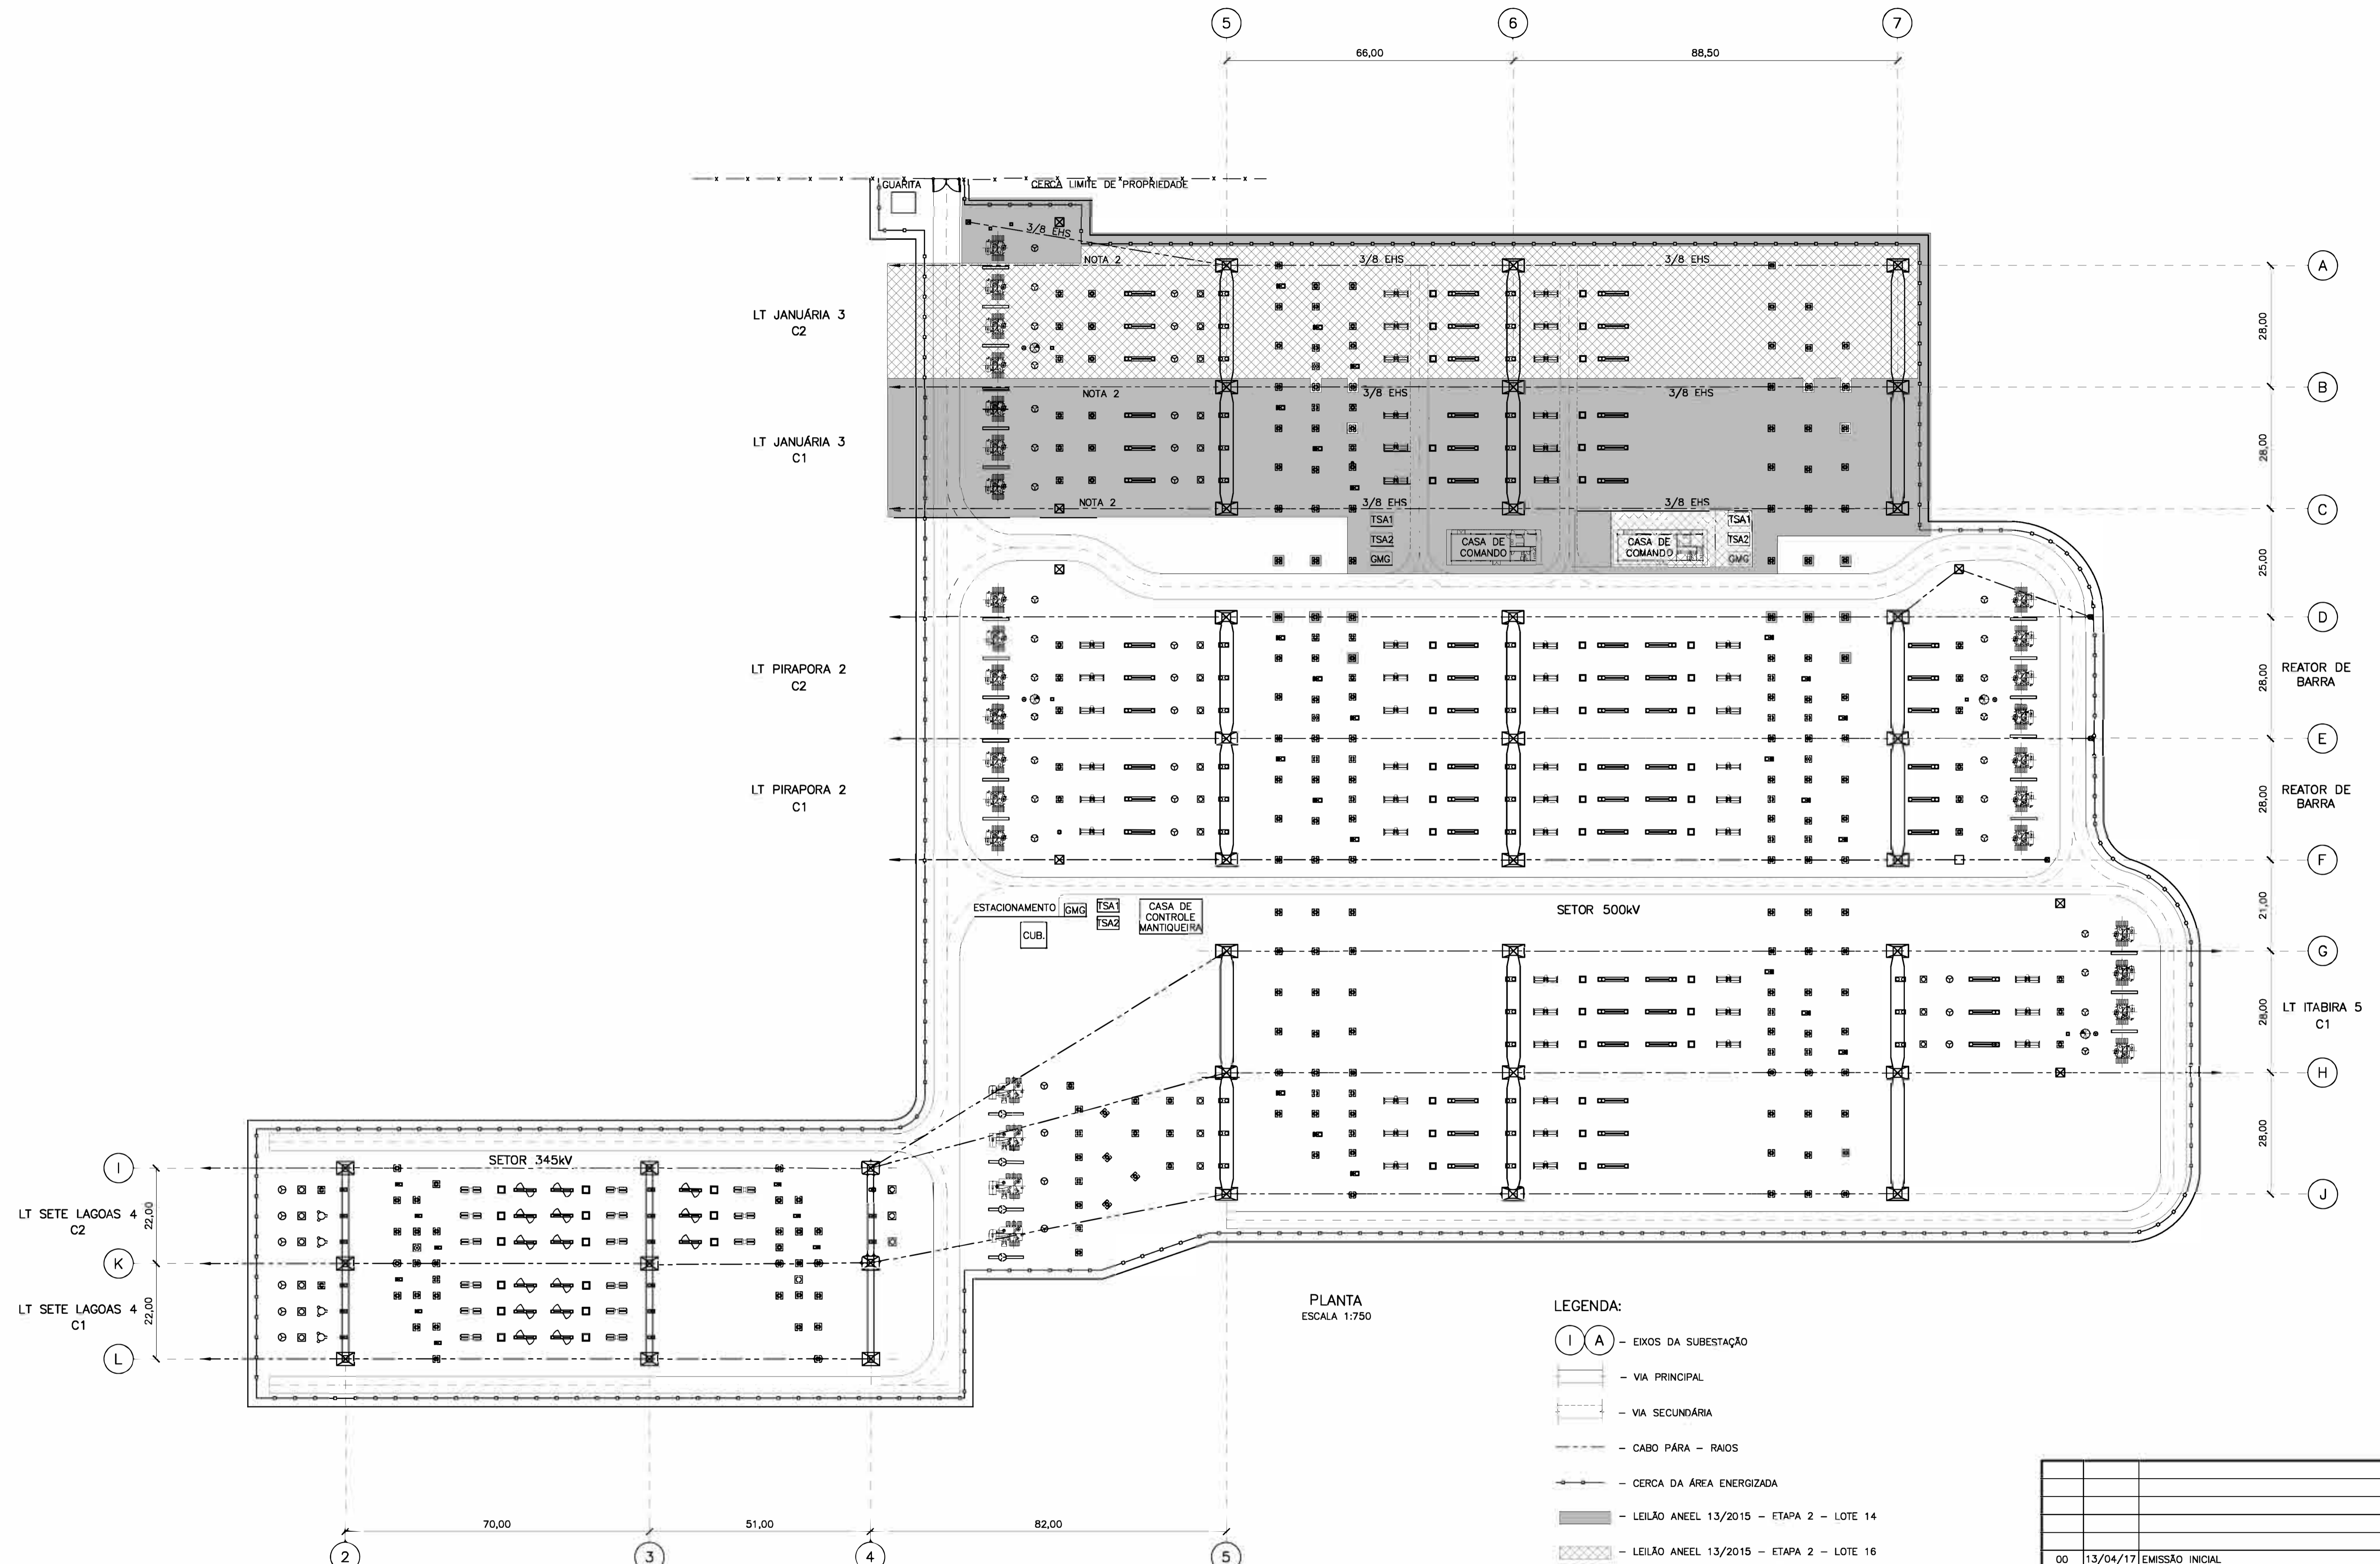 5
6
7
66,00
88,50
GUARITA
CERCA LIMITE DE PROPRIEDADE
3/8 EHS
NOTA 2
3/8 EHS
3/8 EHS
A
LT JANUÁRIA 3
C2
28,00
NOTA 2
3/8 EHS
3/8 EHS
B
LT JANUÁRIA 3
C1
28,00
NOTA 2
3/8 EHS
3/8 EHS
C
TSA1
TSA2
GMG
CASA DE
COMANDO
CASA DE
COMANDO
TSA1
TSA2
GMG
25,00
D
LT PIRAPORA 2
C2
28,00
REATOR DE
BARRA
E
LT PIRAPORA 2
C1
28,00
REATOR DE
BARRA
F
ESTACIONAMENTO
GMG
TSA1
TSA2
CUB.
CASA DE
CONTROLE
MANTIQUEIRA
SETOR 500kV
21,00
G
28,00
LT ITABIRA 5
C1
H
28,00
J
I
SETOR 345kV
LT SETE LAGOAS 4
C2
22,00
K
LT SETE LAGOAS 4
C1
22,00
L
PLANTA
ESCALA 1:750
LEGENDA:
I A – EIXOS DA SUBESTAÇÃO
– VIA PRINCIPAL
– VIA SECUNDÁRIA
– CABO PÁRA – RAIOS
– CERCA DA ÁREA ENERGIZADA
– LEILÃO ANEEL 13/2015 – ETAPA 2 – LOTE 14
– LEILÃO ANEEL 13/2015 – ETAPA 2 – LOTE 16
70,00
51,00
82,00
2
3
4
5
00 13/04/17 EMISSÃO INICIAL